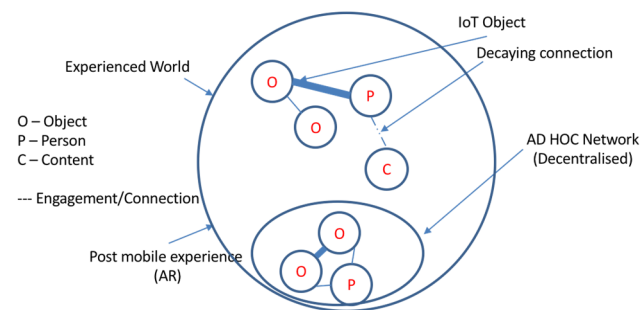 IoT Object
Decaying connection
Experienced World
O
P
O – Object
P – Person
C – Content
O
AD HOC Network
(Decentralised)
C
--- Engagement/Connection
O
Post mobile experience
(AR)
O
P